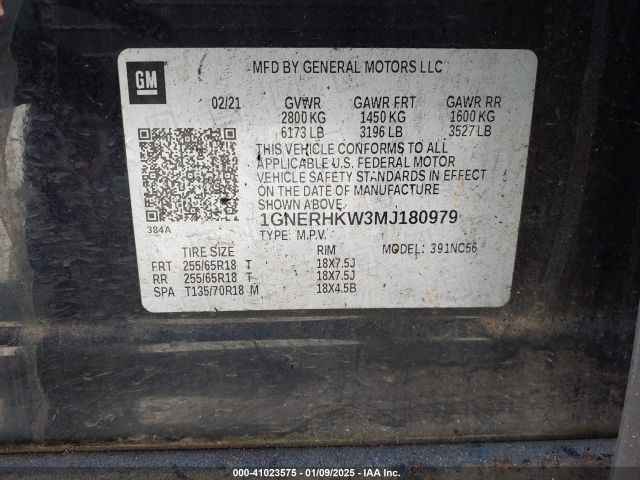 GM
MFD BY GENERAL MOTORS LLC
02/21 GVWR GAWR FRT GAWR RR
2800 KG 1450 KG 1600 KG
6173 LB 3196 LB 3527 LB
THIS VEHICLE CONFORMS TO ALL
APPLICABLE U.S. FEDERAL MOTOR
VEHICLE SAFETY STANDARDS IN EFFECT
ON THE DATE OF MANUFACTURE
SHOWN ABOVE.
1GNERHKW3MJ180979
384A
TYPE: M.P.V.
TIRE SIZE RIM MODEL: 391NC56
FRT 255/65R18 T 18X7.5J
RR 255/65R18 T 18X7.5J
SPA T135/70R18 M 18X4.5B
000-41023575 - 01/09/2025 - IAA Inc.